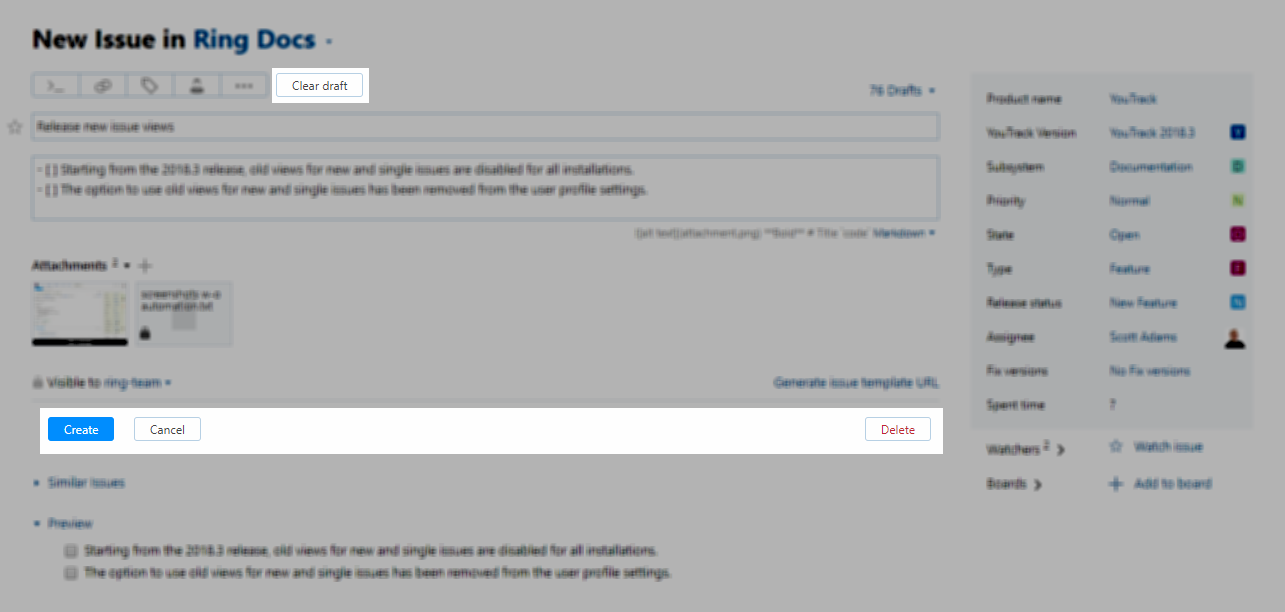 New Issue in Ring Docs
Clear draft
76 Drafts
Release new issue views
- [ ] Starting from the 2018.3 release, old views for new and single issues are disabled for all installations.
- [ ] The option to use old views for new and single issues has been removed from the user profile settings.
![alt text](attachment.png) **Bold** # Title `code` Markdown
Attachments 2
screenshots-w-o
automation.txt
Visible to ring-team
Generate issue template URL
Create
Cancel
Delete
Similar Issues
Preview
Starting from the 2018.3 release, old views for new and single issues are disabled for all installations.
The option to use old views for new and single issues has been removed from the user profile settings.
Product name YouTrack
YouTrack Version YouTrack 2018.3 Y
Subsystem Documentation D
Priority Normal N
State Open
Type Feature
Release status New Feature N
Assignee Scott Adams
Fix versions No Fix versions
Spent time ?
Watchers 2 Watch issue
Boards Add to board